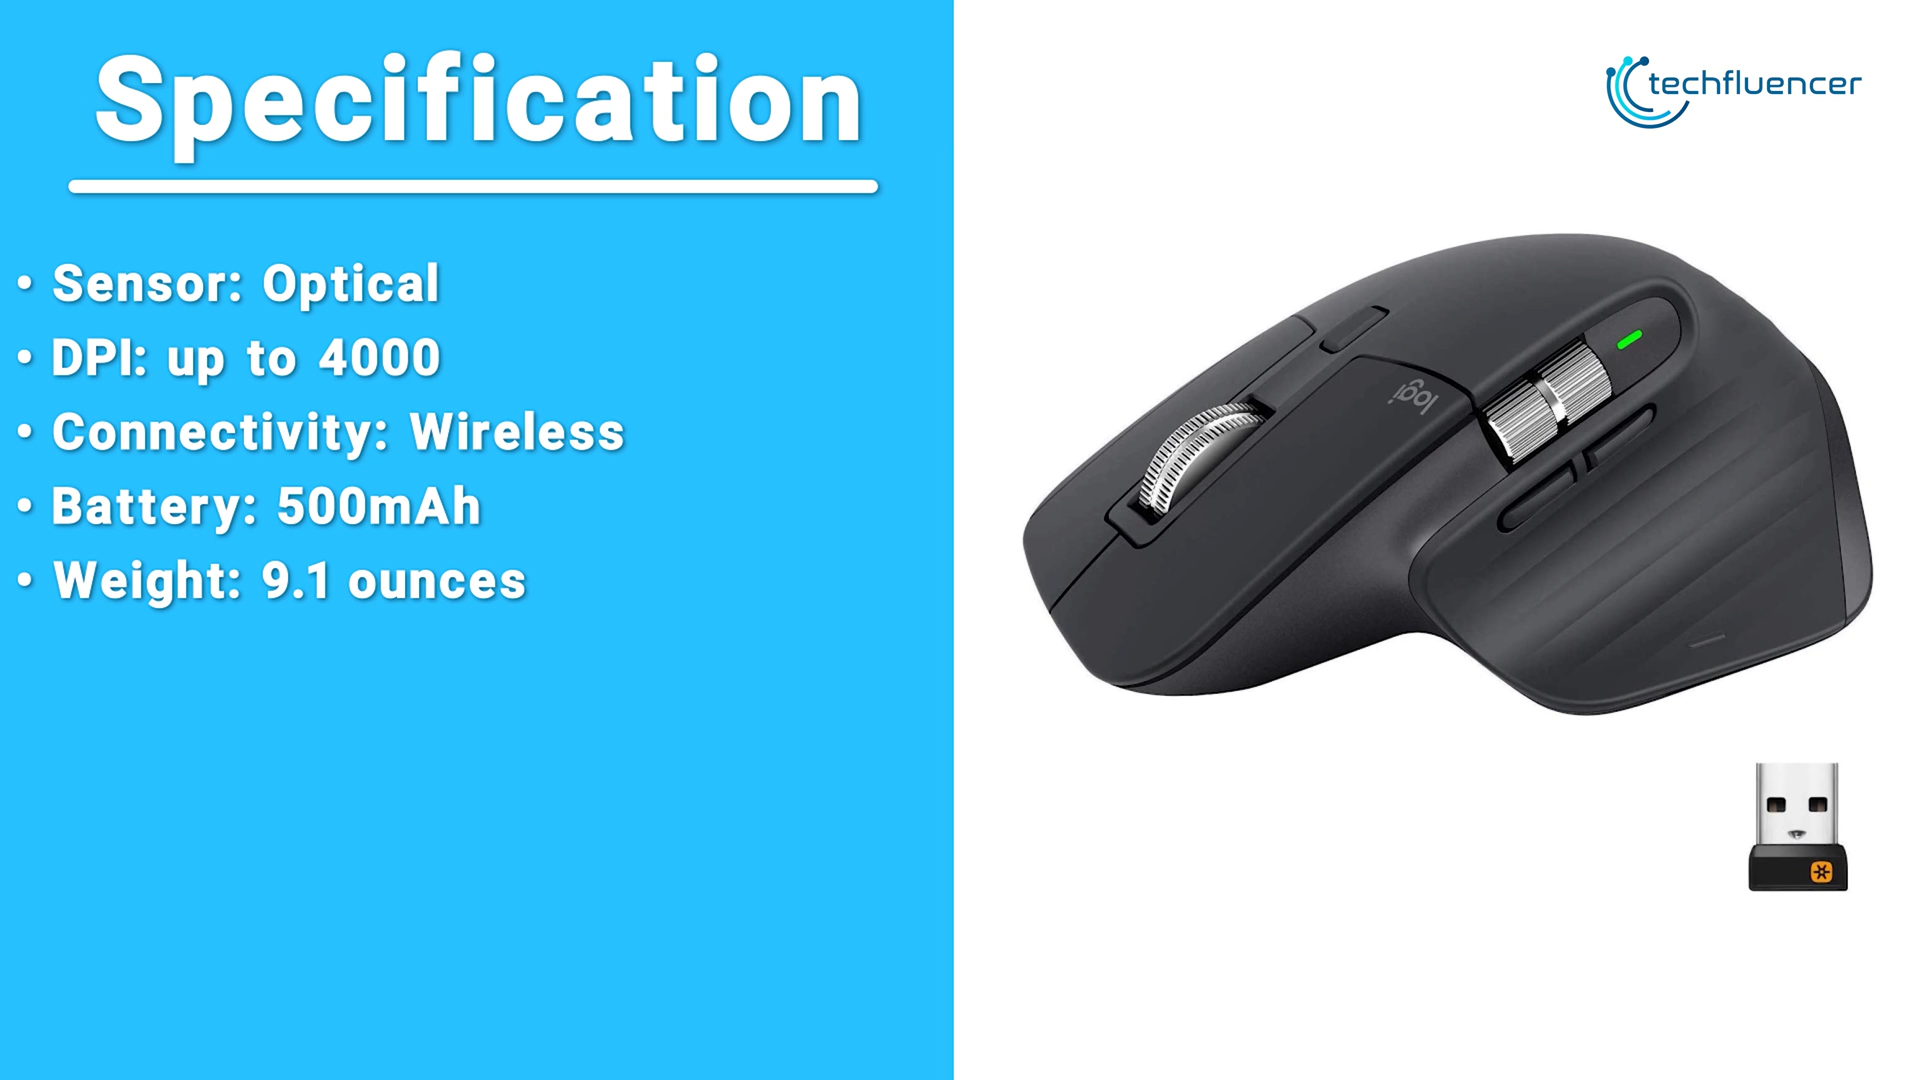 Specification
• Sensor: Optical
• DPI: up to 4000
• Connectivity: Wireless
• Battery: 500mAh
• Weight: 9.1 ounces
techfluencer
logi